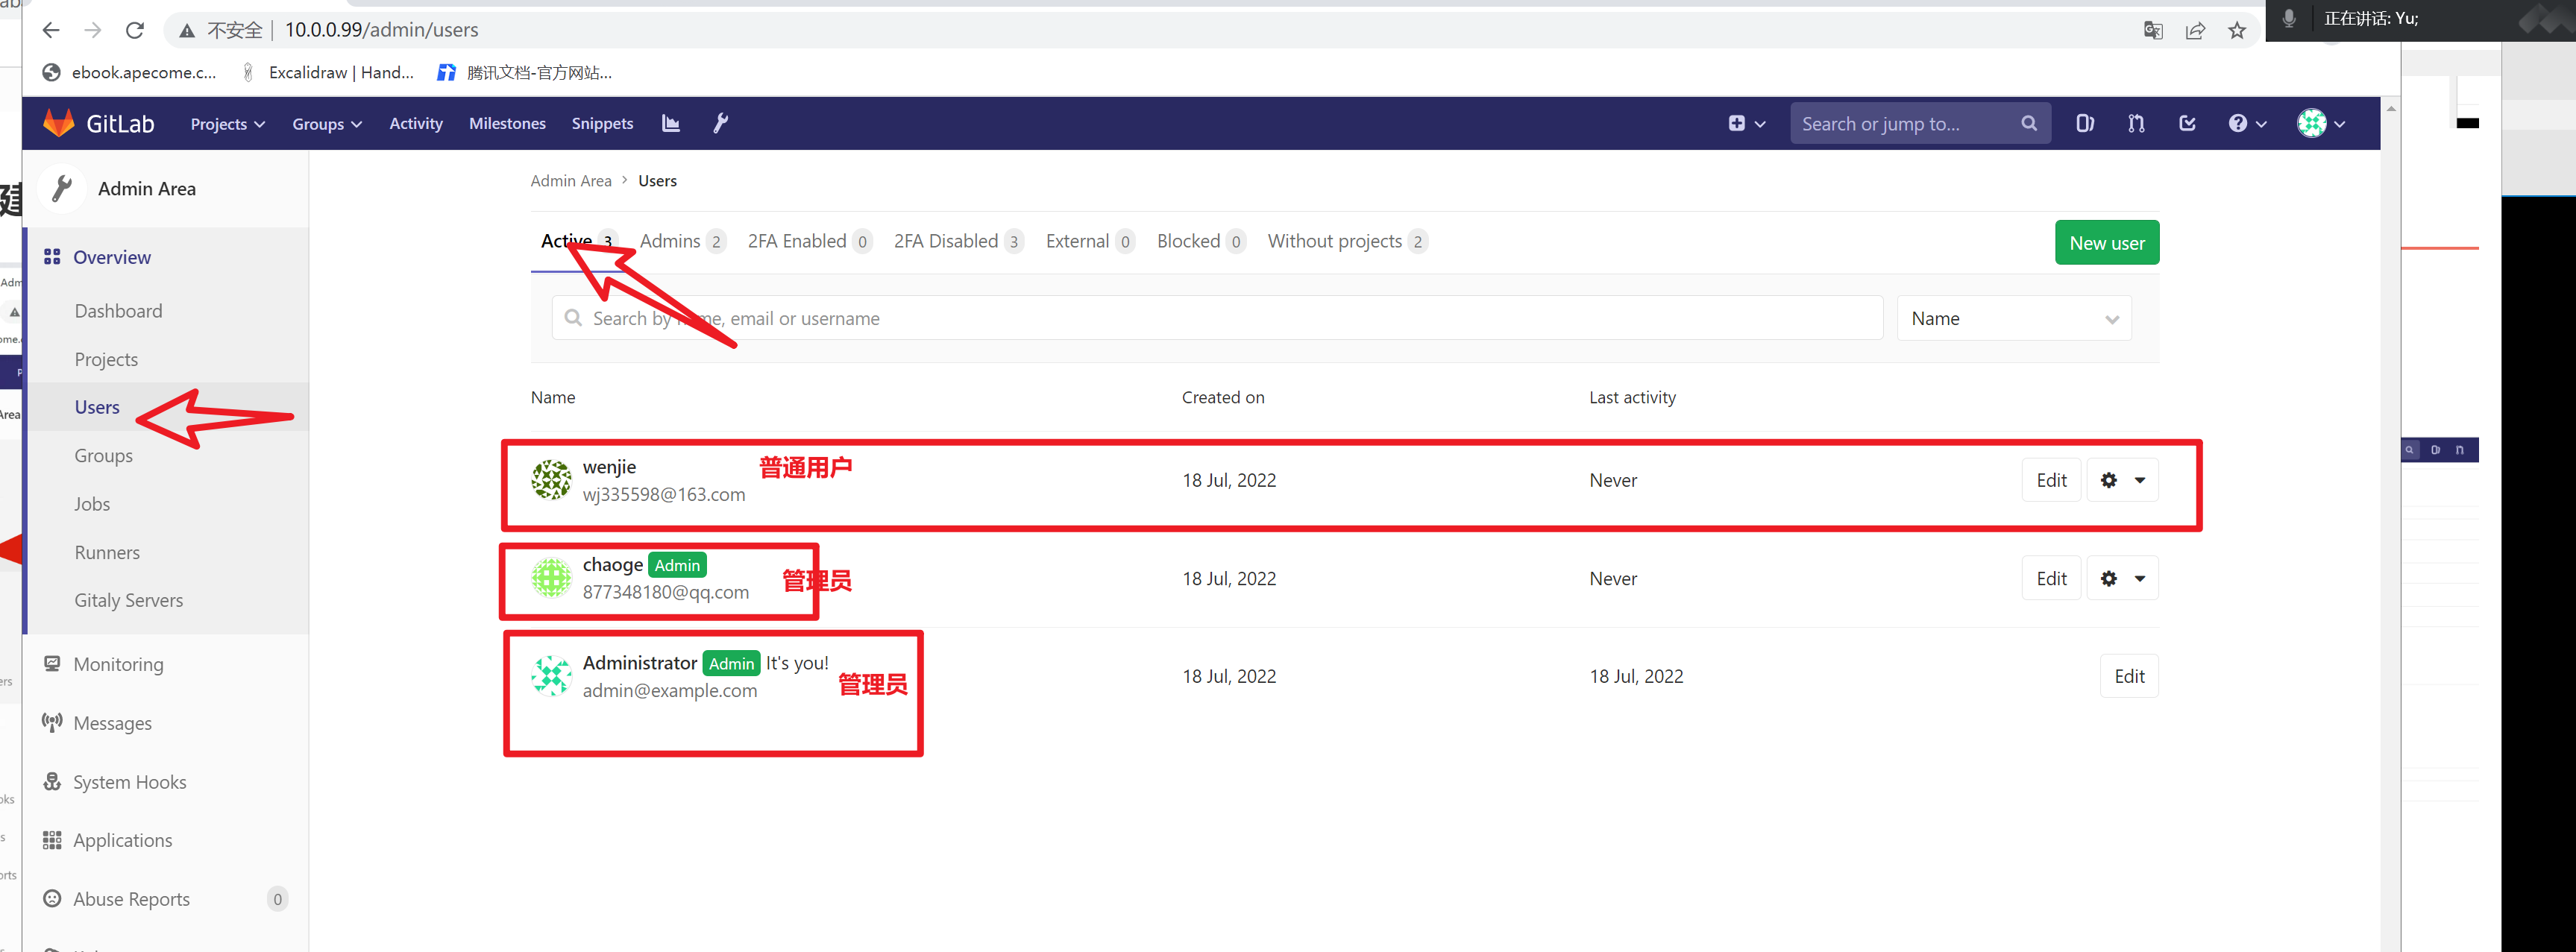 不安全 10.0.0.99/admin/users
正在讲话: Yu;
ebook.apecome.c... Excalidraw | Hand... 腾讯文档-官方网站...
GitLab Projects Groups Activity Milestones Snippets Search or jump to...
建
Admin Area
Admin Area > Users
Active 3 Admins 2 2FA Enabled 0 2FA Disabled 3 External 0 Blocked 0 Without projects 2 New user
Overview
Dashboard
Projects
Users
Groups
Jobs
Runners
Gitaly Servers
Monitoring
Messages
System Hooks
Applications
Abuse Reports 0
Search by name, email or username Name
Name Created on Last activity
wenjie 普通用户
wj335598@163.com
18 Jul, 2022 Never Edit
chaoge Admin 管理员
877348180@qq.com
18 Jul, 2022 Never Edit
Administrator Admin It's you! 管理员
admin@example.com
18 Jul, 2022 18 Jul, 2022 Edit